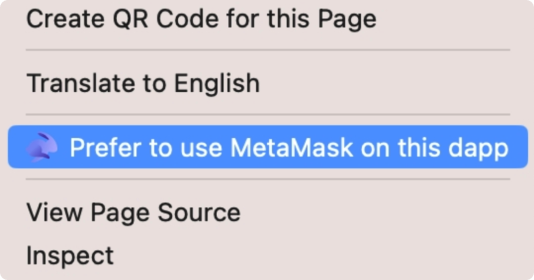 Create QR Code for this Page
Translate to English
Prefer to use MetaMask on this dapp
View Page Source
Inspect